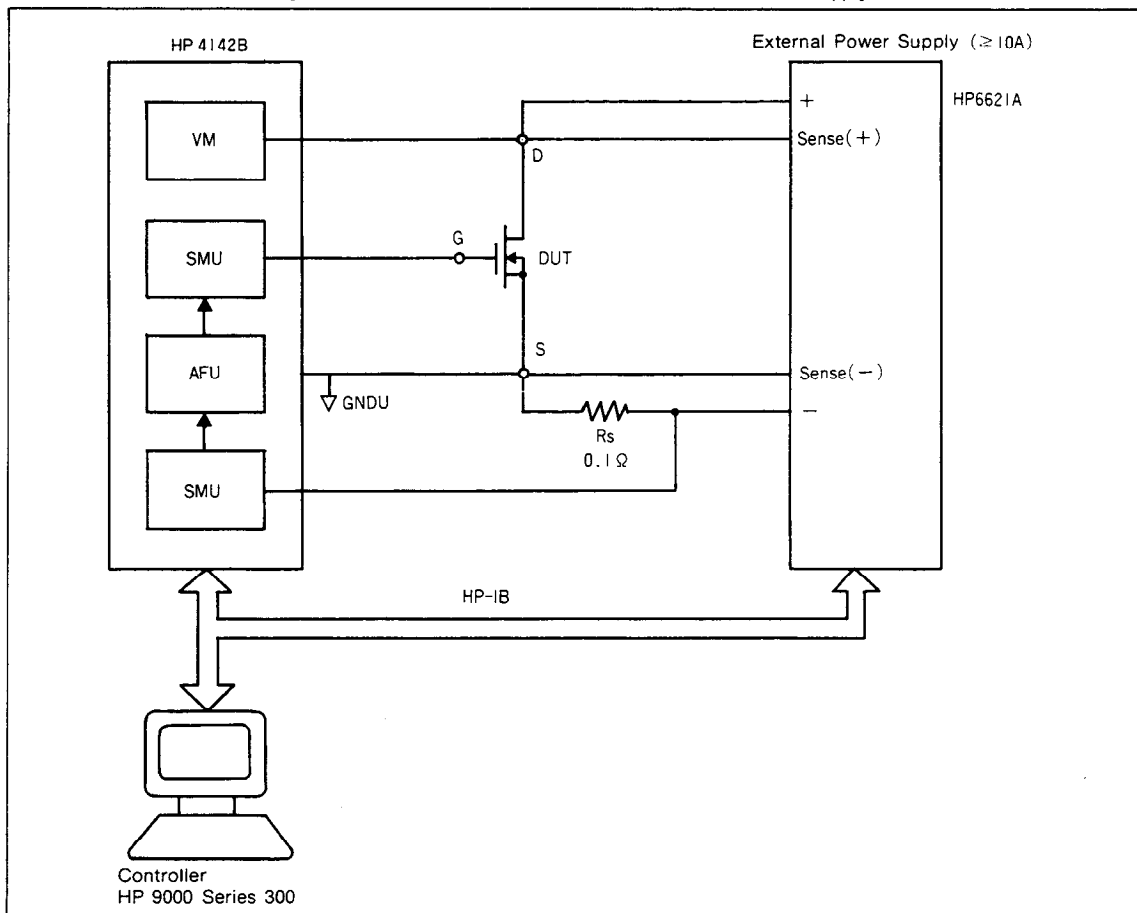 HP 4142B
External Power Supply (≥10A)
HP6621A
+
VM
Sense(+)
D
G
SMU
DUT
AFU
S
Sense(−)
GNDU
−
Rs
0.1Ω
SMU
HP-IB
Controller
HP 9000 Series 300